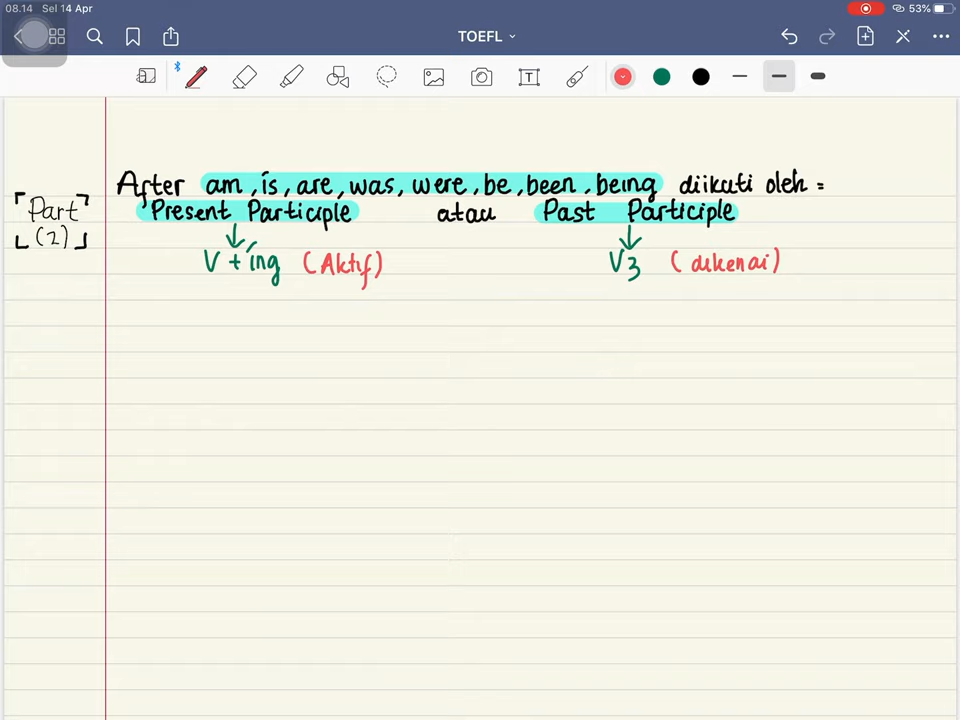 08.14 Sel 14 Apr
53%
TOEFL
T
After am, is, are, was, were, be, been, being diikuti oleh =
Part
(2)
Present Participle atau Past Participle
V + ing (Aktif) V3 (dikenai)